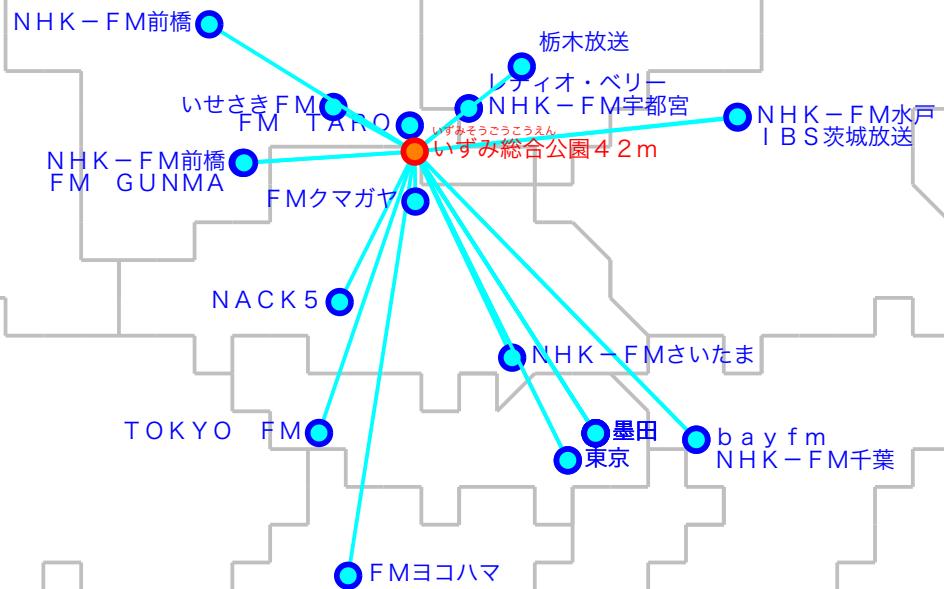 ＮＨＫ－ＦＭ前橋
栃木放送
レディオ・ベリー
いせさきＦＭ
ＮＨＫ－ＦＭ宇都宮
ＦＭ　ＴＡＲＯ
ＮＨＫ－ＦＭ水戸
ＩＢＳ茨城放送
いずみそうごうこうえん
いずみ総合公園４２ｍ
ＮＨＫ－ＦＭ前橋
ＦＭ　ＧＵＮＭＡ
ＦＭクマガヤ
ＮＡＣＫ５
ＮＨＫ－ＦＭさいたま
ＴＯＫＹＯ　ＦＭ
墨田
ｂａｙｆｍ
東京
ＮＨＫ－ＦＭ千葉
ＦＭヨコハマ